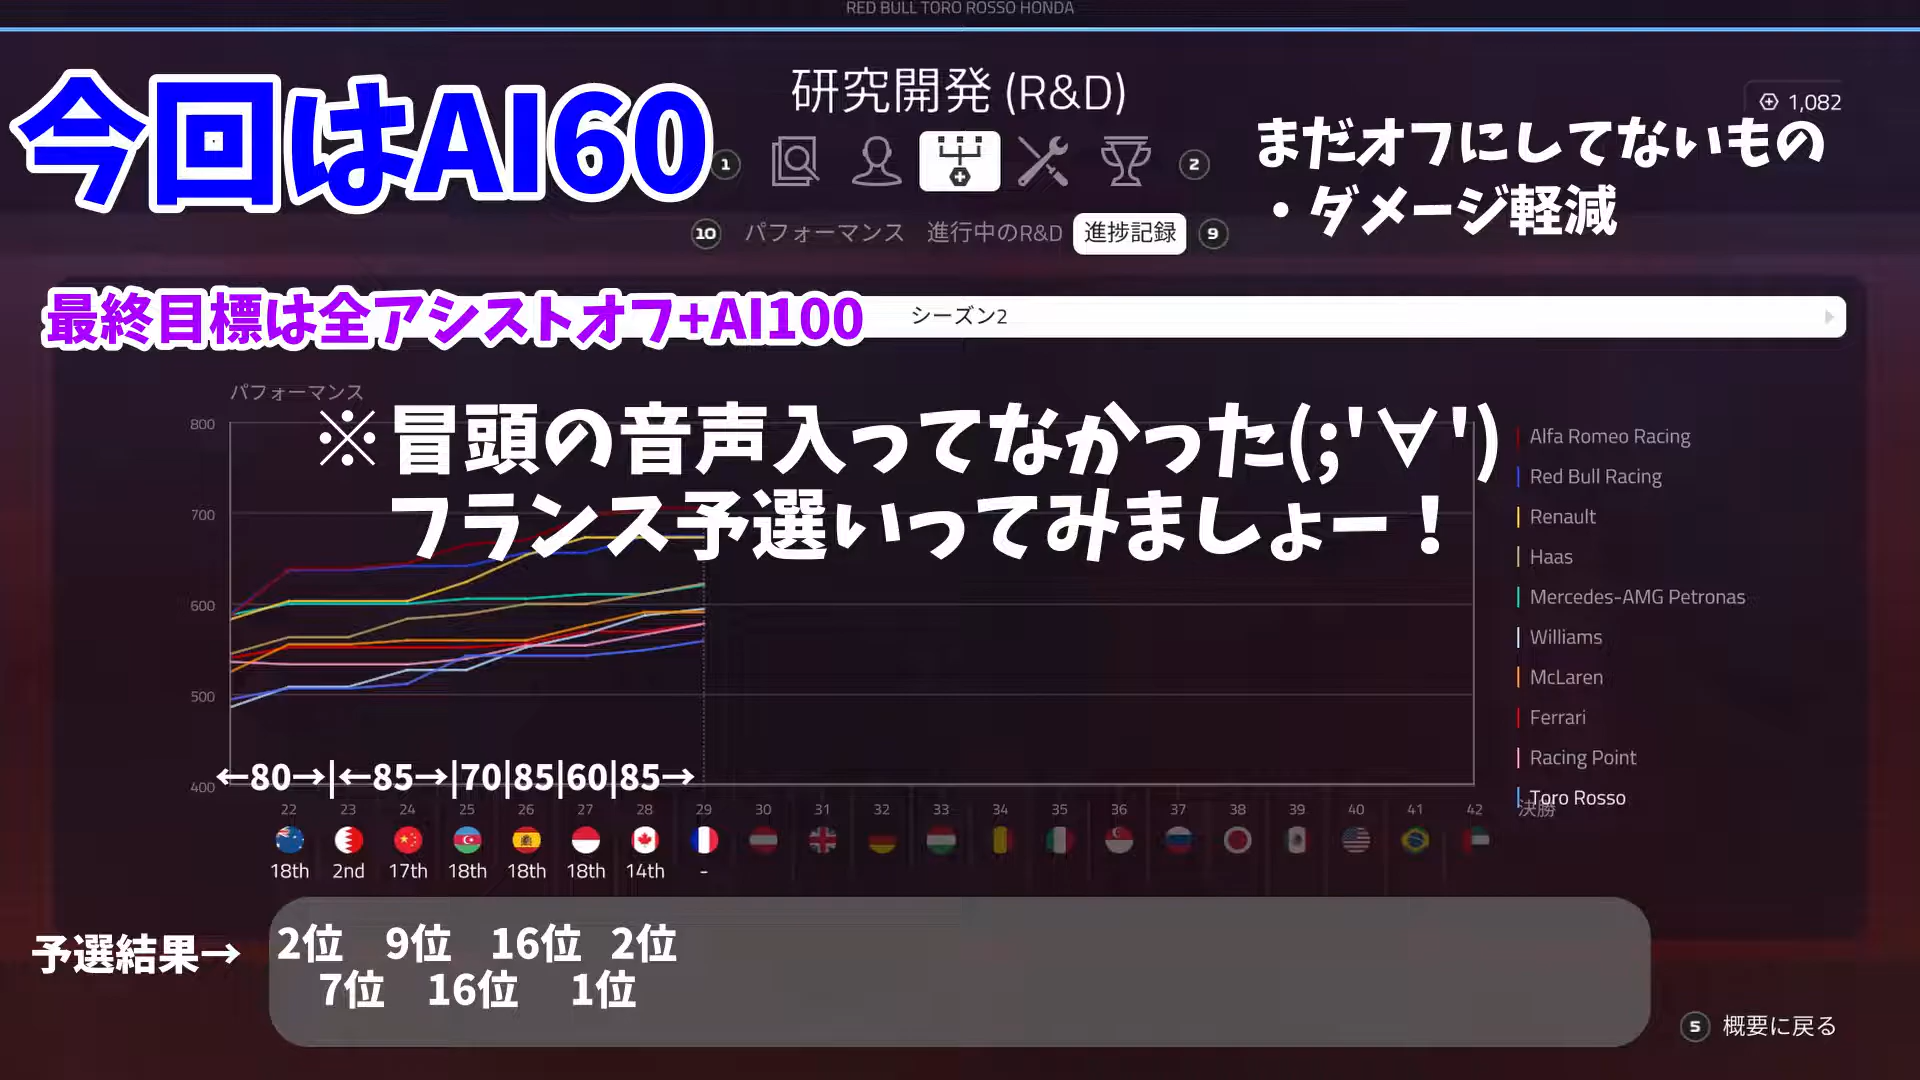 RED BULL TORO ROSSO HONDA
今回はAI60
研究開発 (R&D)
1,082
1
2
まだオフにしてないもの
・ダメージ軽減
10 パフォーマンス 進行中のR&D 進捗記録 9
最終目標は全アシストオフ+AI100
シーズン2
パフォーマンス
※冒頭の音声入ってなかった(;'∀')
フランス予選いってみましょー！
800
700
600
500
400
Alfa Romeo Racing
Red Bull Racing
Renault
Haas
Mercedes-AMG Petronas
Williams
McLaren
Ferrari
Racing Point
Toro Rosso
←80→|←85→|70|85|60|85→
22 23 24 25 26 27 28 29 30 31 32 33 34 35 36 37 38 39 40 41 42 決勝
18th 2nd 17th 18th 18th 18th 14th -
予選結果→
2位 9位 16位 2位
7位 16位 1位
5 概要に戻る